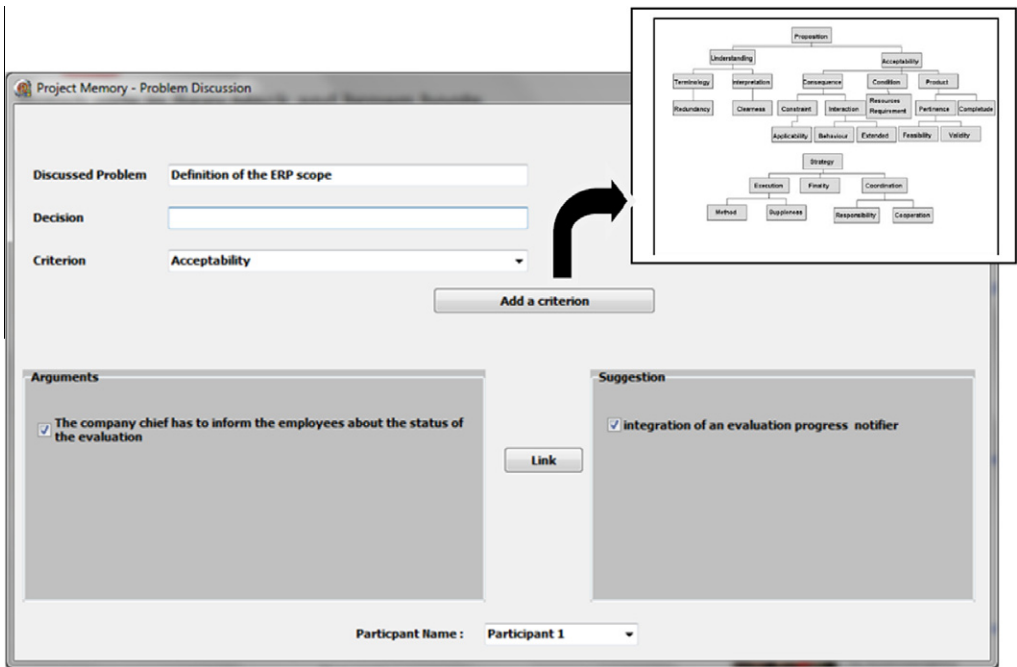 Project Memory - Problem Discussion
Discussed Problem
Definition of the ERP scope
Decision
Criterion
Acceptability
Add a criterion
Arguments
The company chief has to inform the employees about the status of
the evaluation
Link
Suggestion
integration of an evaluation progress notifier
Particpant Name :
Participant 1
Proposition
Understanding
Acceptability
Terminology
Interpretation
Consequence
Condition
Product
Redundancy
Clearness
Constraint
Interaction
Resources
Requirement
Pertinence
Completude
Applicability
Behaviour
Extended
Feasibility
Validity
Strategy
Execution
Finality
Coordination
Method
Suppleness
Responsibility
Cooperation